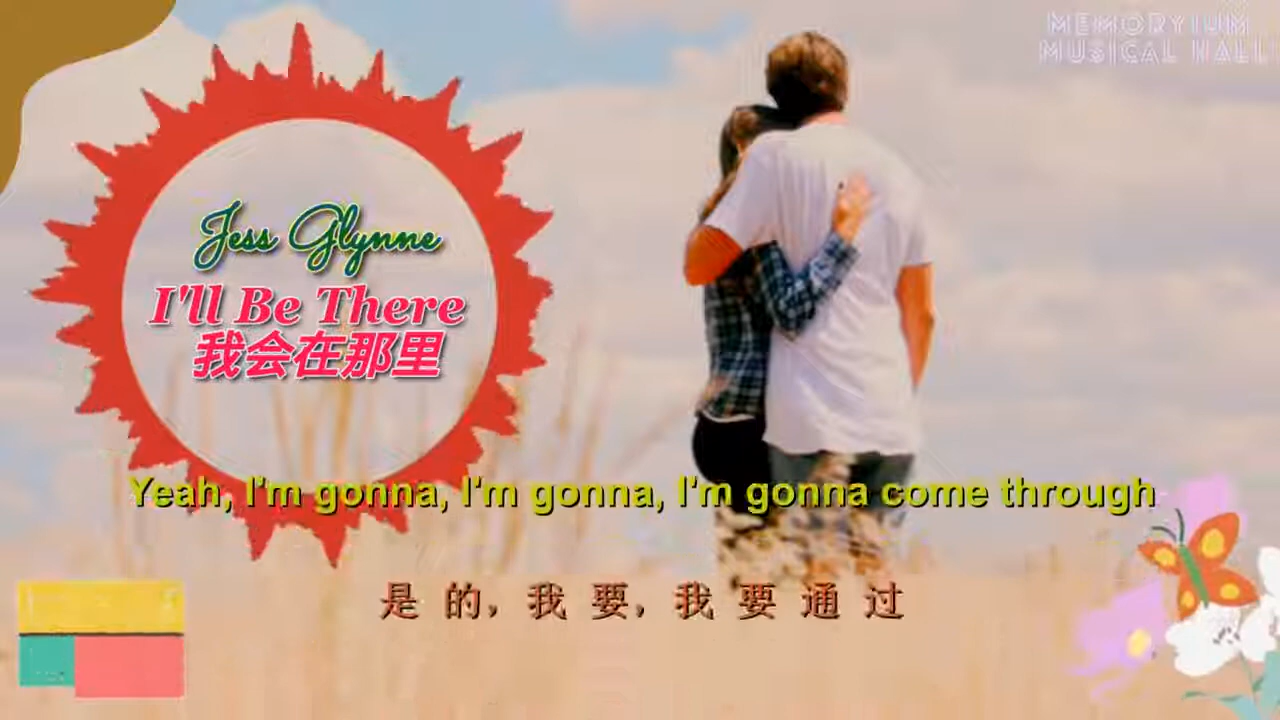 MEMORYIUM
MUSICAL HALL
Jess Glynne
I'll Be There
我会在那里
Yeah, I'm gonna, I'm gonna, I'm gonna come through
是的，我要，我要通过